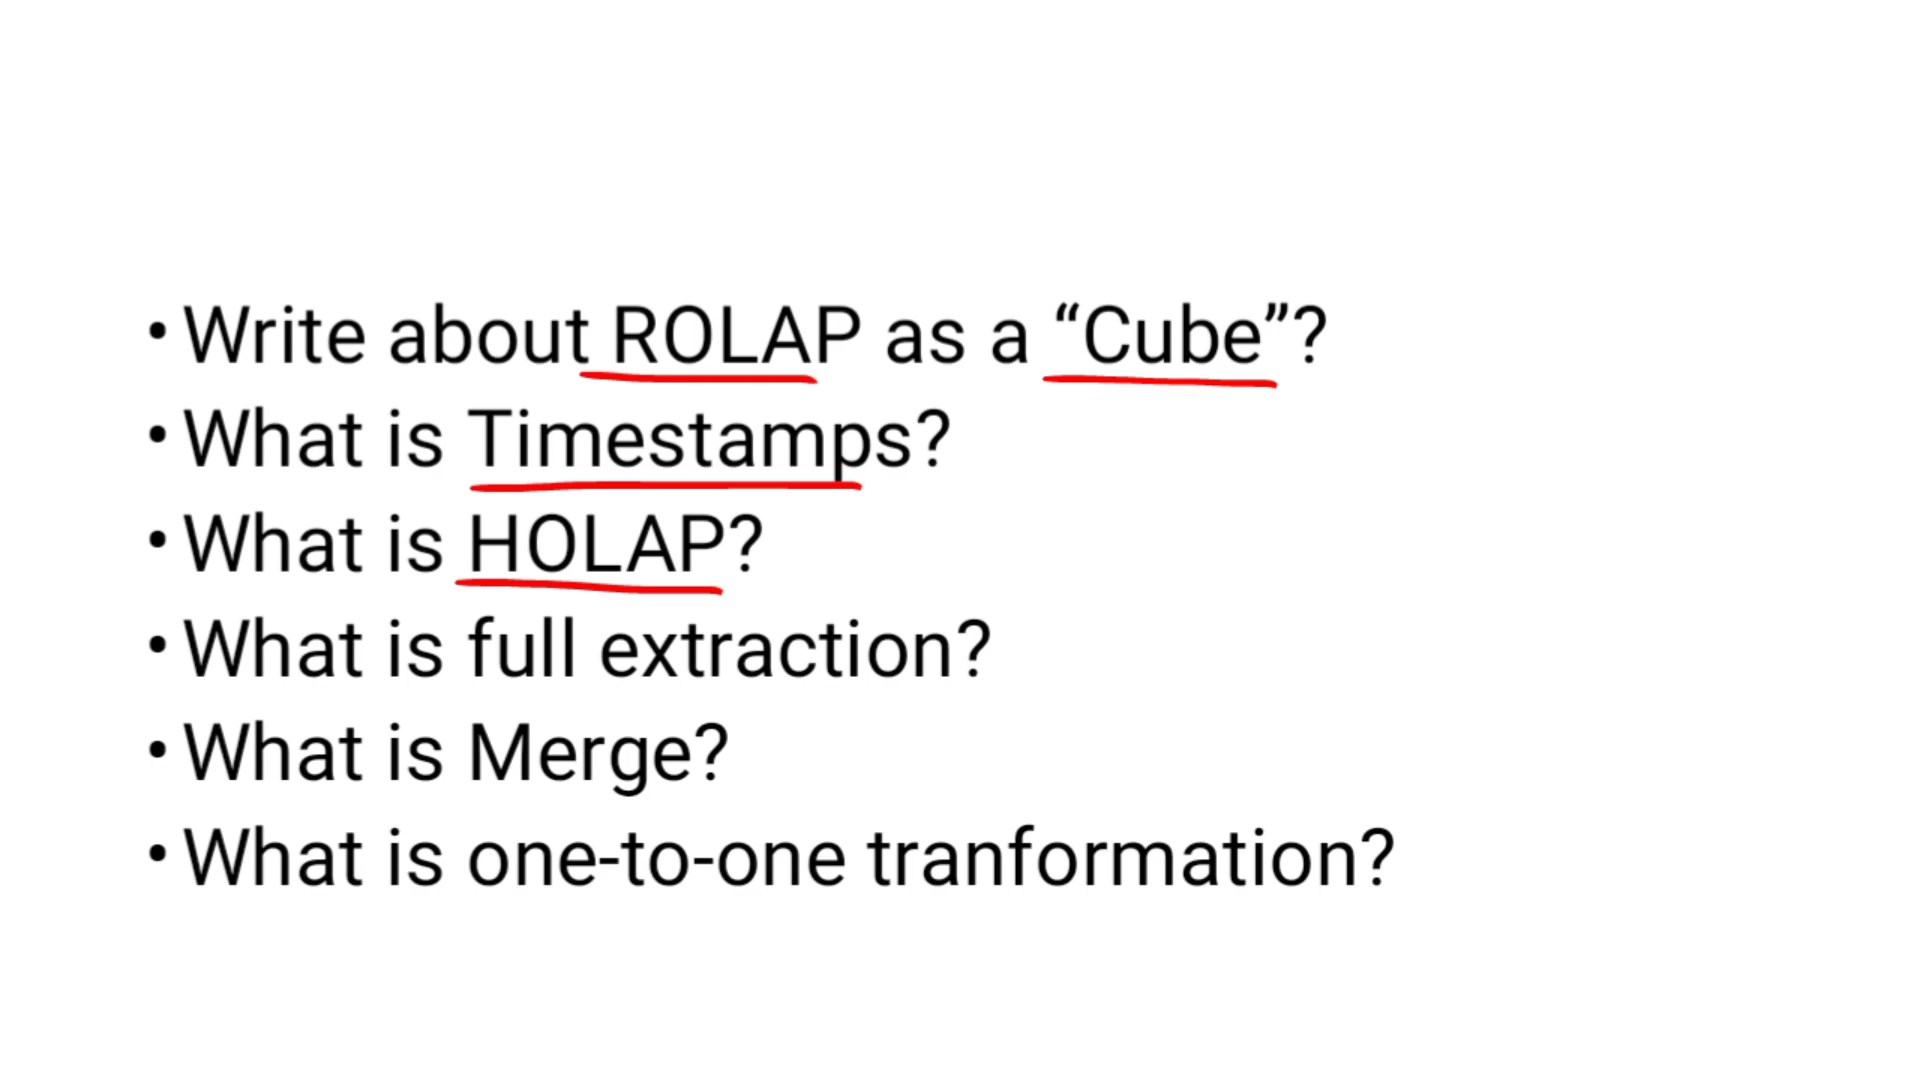 • Write about ROLAP as a “Cube”?
• What is Timestamps?
• What is HOLAP?
• What is full extraction?
• What is Merge?
• What is one-to-one tranformation?